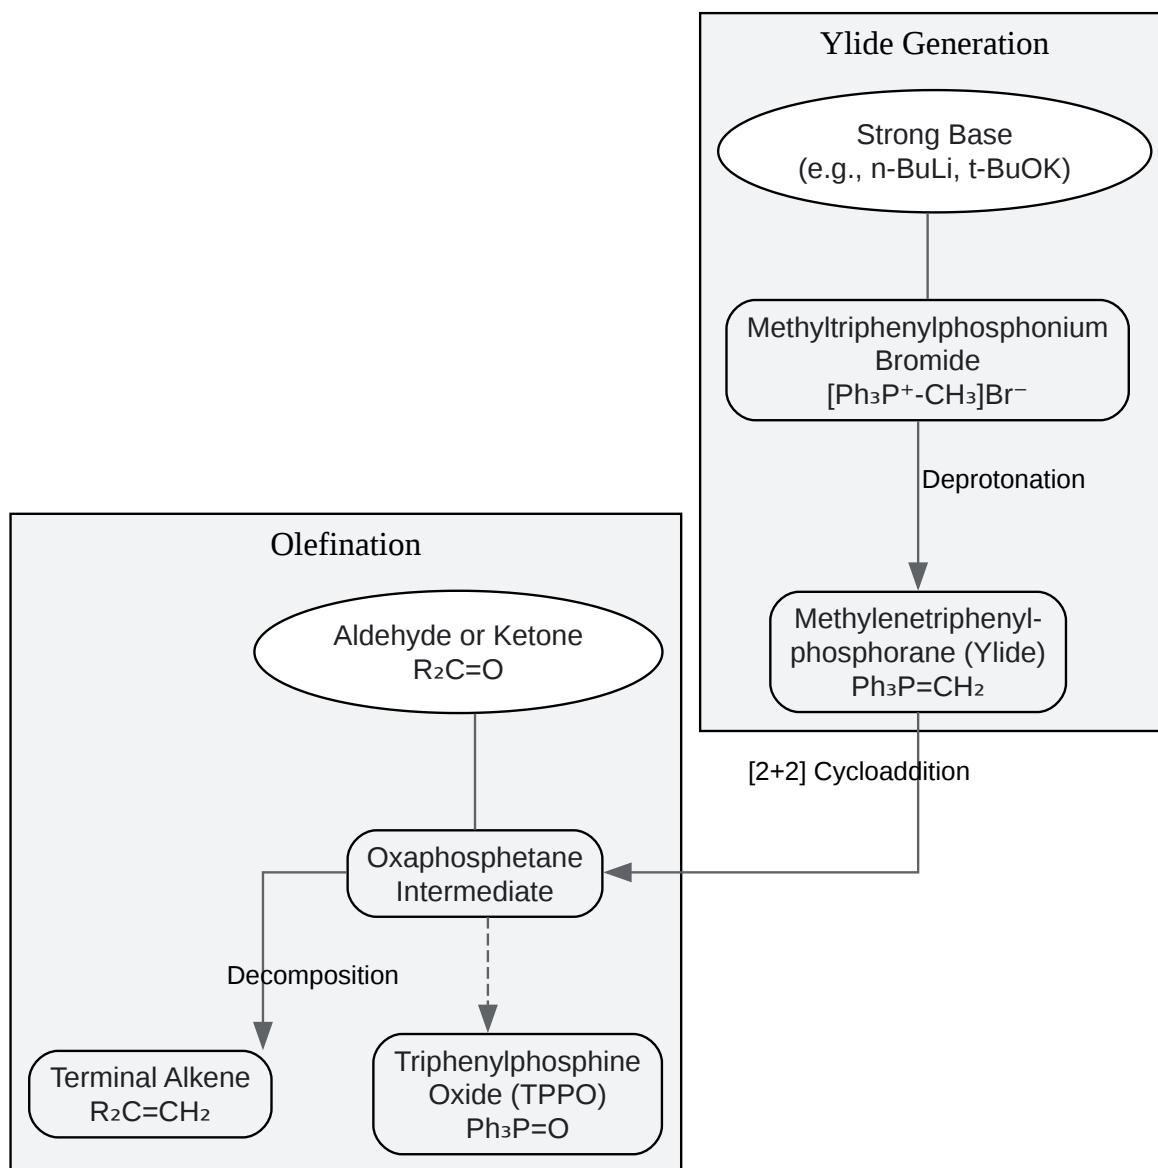 Ylide Generation
Strong Base
(e.g., n-BuLi, t-BuOK)
Methyltriphenylphosphonium
Bromide
[Ph₃P⁺-CH₃]Br⁻
Deprotonation
Methylenetriphenyl-
phosphorane (Ylide)
Ph₃P=CH₂
[2+2] Cycloaddition
Olefination
Aldehyde or Ketone
R₂C=O
Oxaphosphetane
Intermediate
Decomposition
Terminal Alkene
R₂C=CH₂
Triphenylphosphine
Oxide (TPPO)
Ph₃P=O